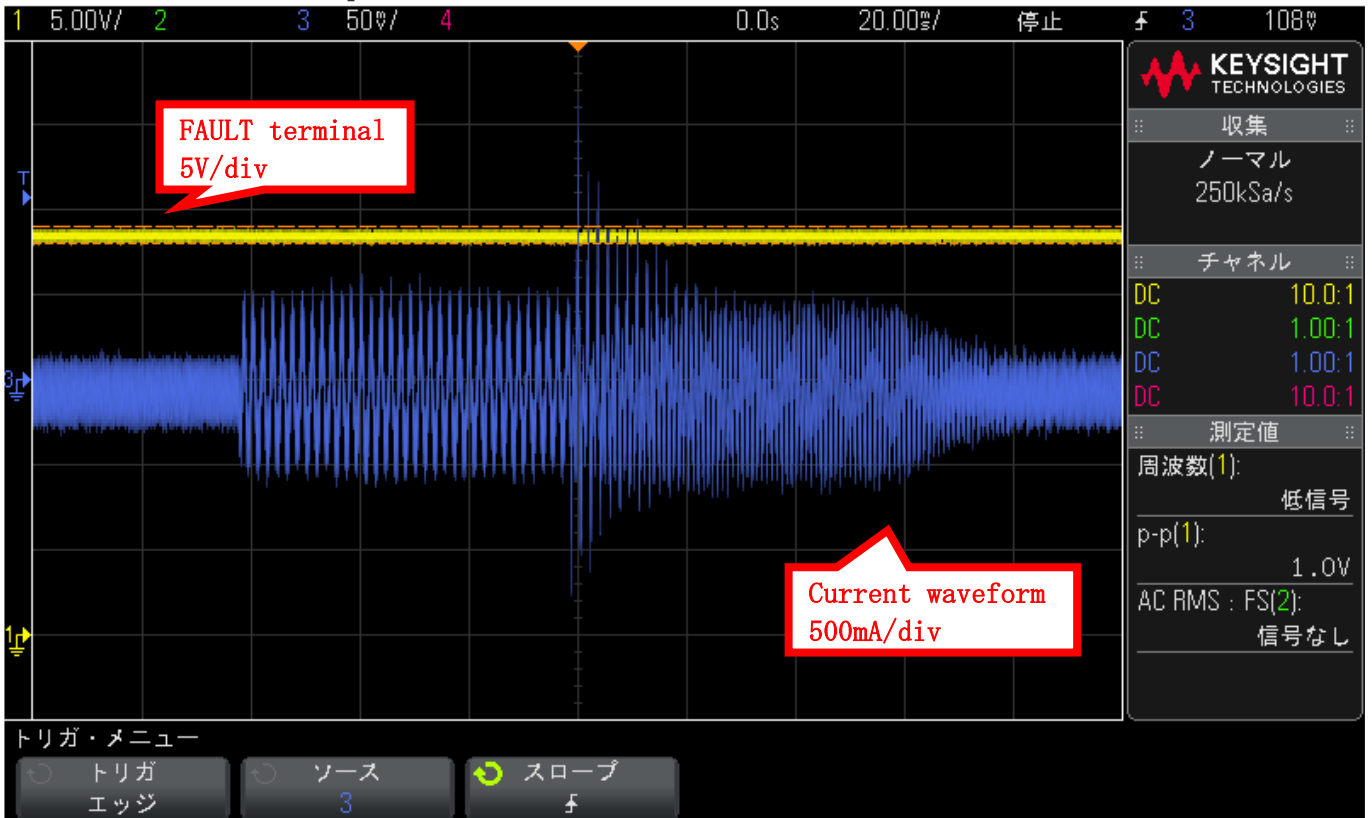 1 5.00V/ 2 3 50mV/ 4 0.0s 20.00ms/ 停止 3 108mV
KEYSIGHT
TECHNOLOGIES
収集
ノーマル
250kSa/s
チャネル
DC 10.0:1
DC 1.00:1
DC 1.00:1
DC 10.0:1
測定値
周波数(1):
低信号
p-p(1):
1.0V
AC RMS : FS(2):
信号なし
FAULT terminal
5V/div
T
3
Current waveform
500mA/div
1
トリガ・メニュー
トリガ
エッジ
ソース
3
スロープ